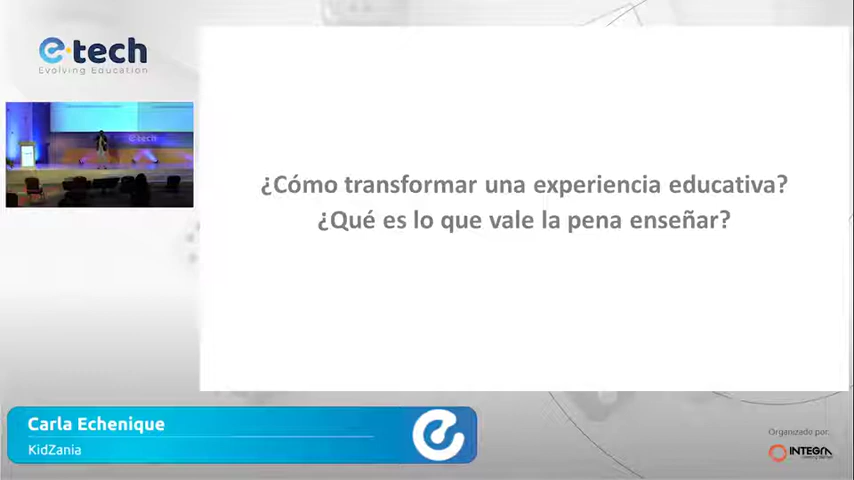 e·tech
Evolving Education
e·tech
¿Cómo transformar una experiencia educativa?
¿Qué es lo que vale la pena enseñar?
Carla Echenique
KidZania
Organizado por:
INTEGRA